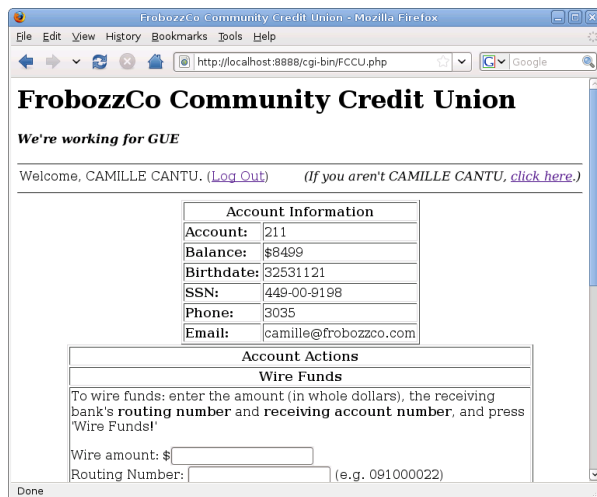 FrobozzCo Community Credit Union - Mozilla Firefox
File Edit View History Bookmarks Tools Help
http://localhost:8888/cgi-bin/FCCU.php
G Google
FrobozzCo Community Credit Union
We're working for GUE
Welcome, CAMILLE CANTU. (Log Out) (If you aren't CAMILLE CANTU, click here.)
Account Information
Account: 211
Balance: $8499
Birthdate: 32531121
SSN: 449-00-9198
Phone: 3035
Email: camille@frobozzco.com
Account Actions
Wire Funds
To wire funds: enter the amount (in whole dollars), the receiving
bank's routing number and receiving account number, and press
'Wire Funds!'
Wire amount: $
Routing Number: (e.g. 091000022)
Done